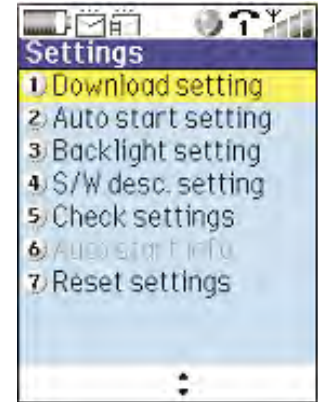 Settings
1 Download setting
2 Auto start setting
3 Backlight setting
4 S/W desc. setting
5 Check settings
6 Auto start info.
7 Reset settings